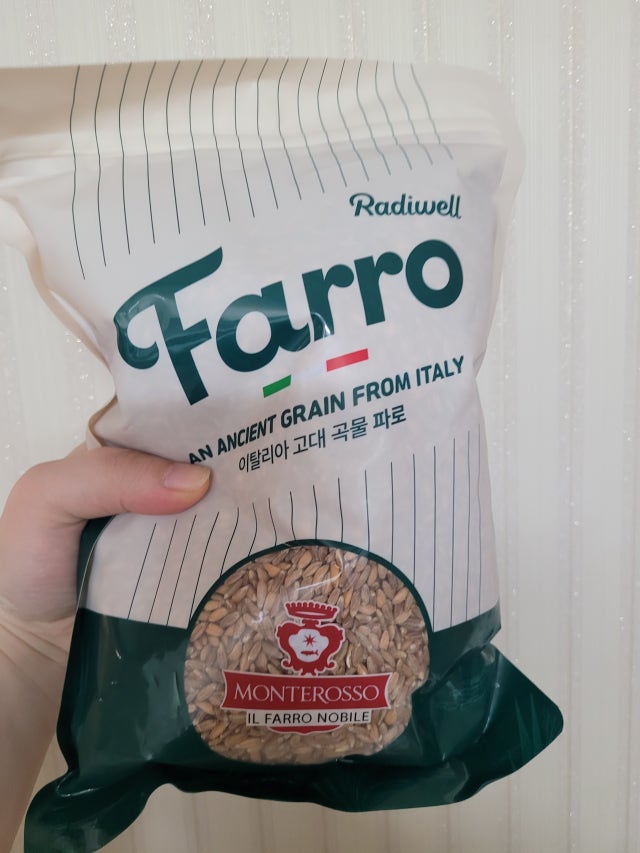 Radiwell
Farro
AN ANCIENT GRAIN FROM ITALY
이탈리아 고대 곡물 파로
MONTEROSSO
IL FARRO NOBILE